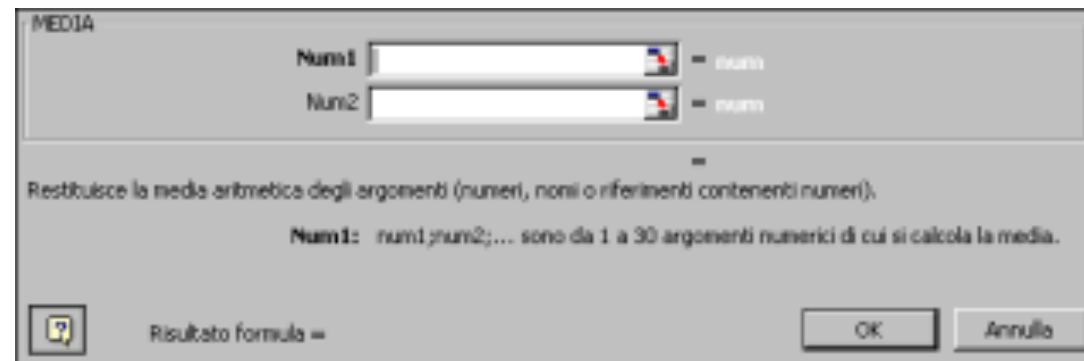 MEDIA
Num1 = num
Num2 = num
=
Restituisce la media aritmetica degli argomenti (numeri, nomi o riferimenti contenenti numeri).
Num1: num1;num2;... sono da 1 a 30 argomenti numerici di cui si calcola la media.
? Risultato formula = OK Annulla